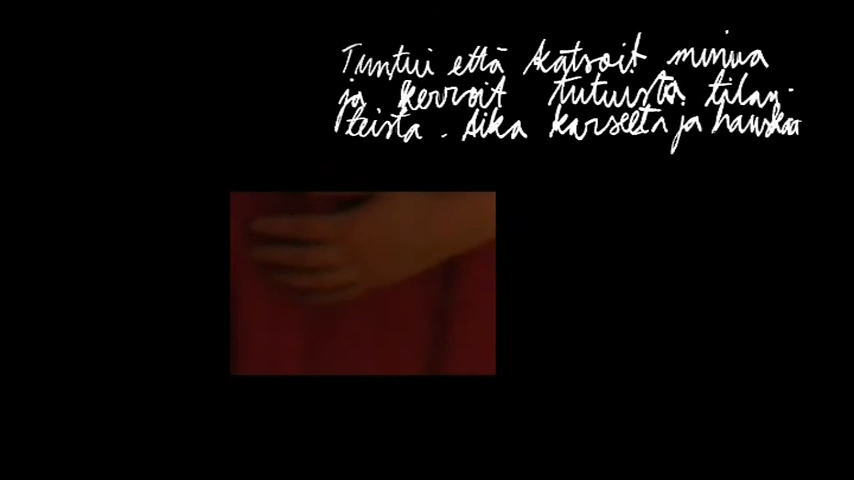 Tuntui että katsoit minua
ja kerroit tutuista tilan-
teista. Aika karseeta ja hauskaa